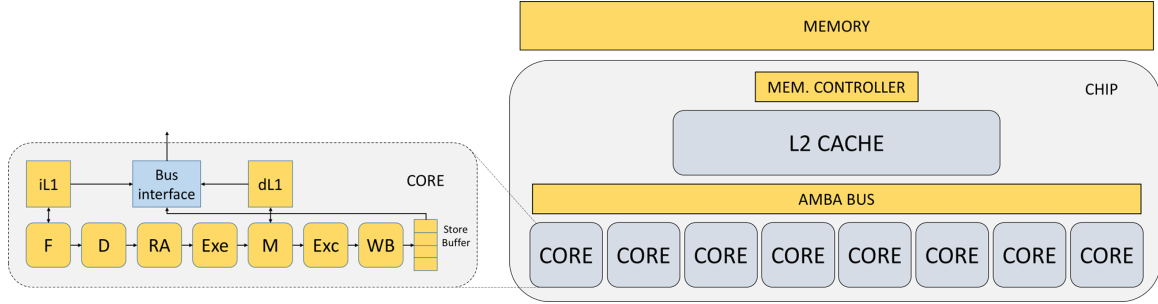 MEMORY
MEM. CONTROLLER
CHIP
L2 CACHE
AMBA BUS
CORE CORE CORE CORE CORE CORE CORE CORE
iL1
Bus
interface
dL1
CORE
F D RA Exe M Exc WB
Store
Buffer